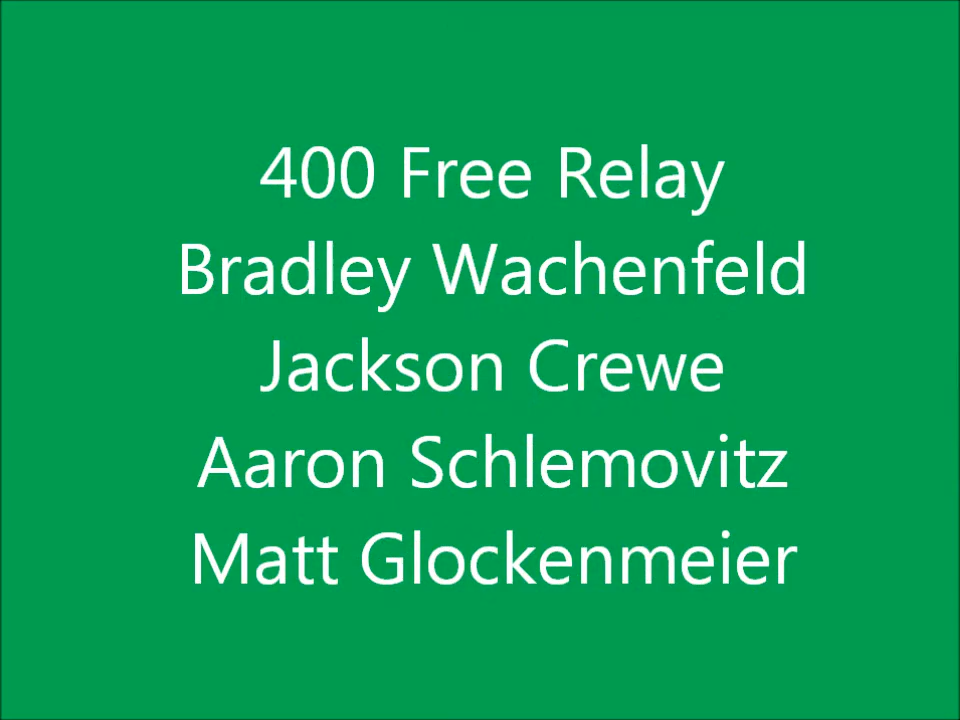 400 Free Relay
Bradley Wachenfeld
Jackson Crewe
Aaron Schlemovitz
Matt Glockenmeier